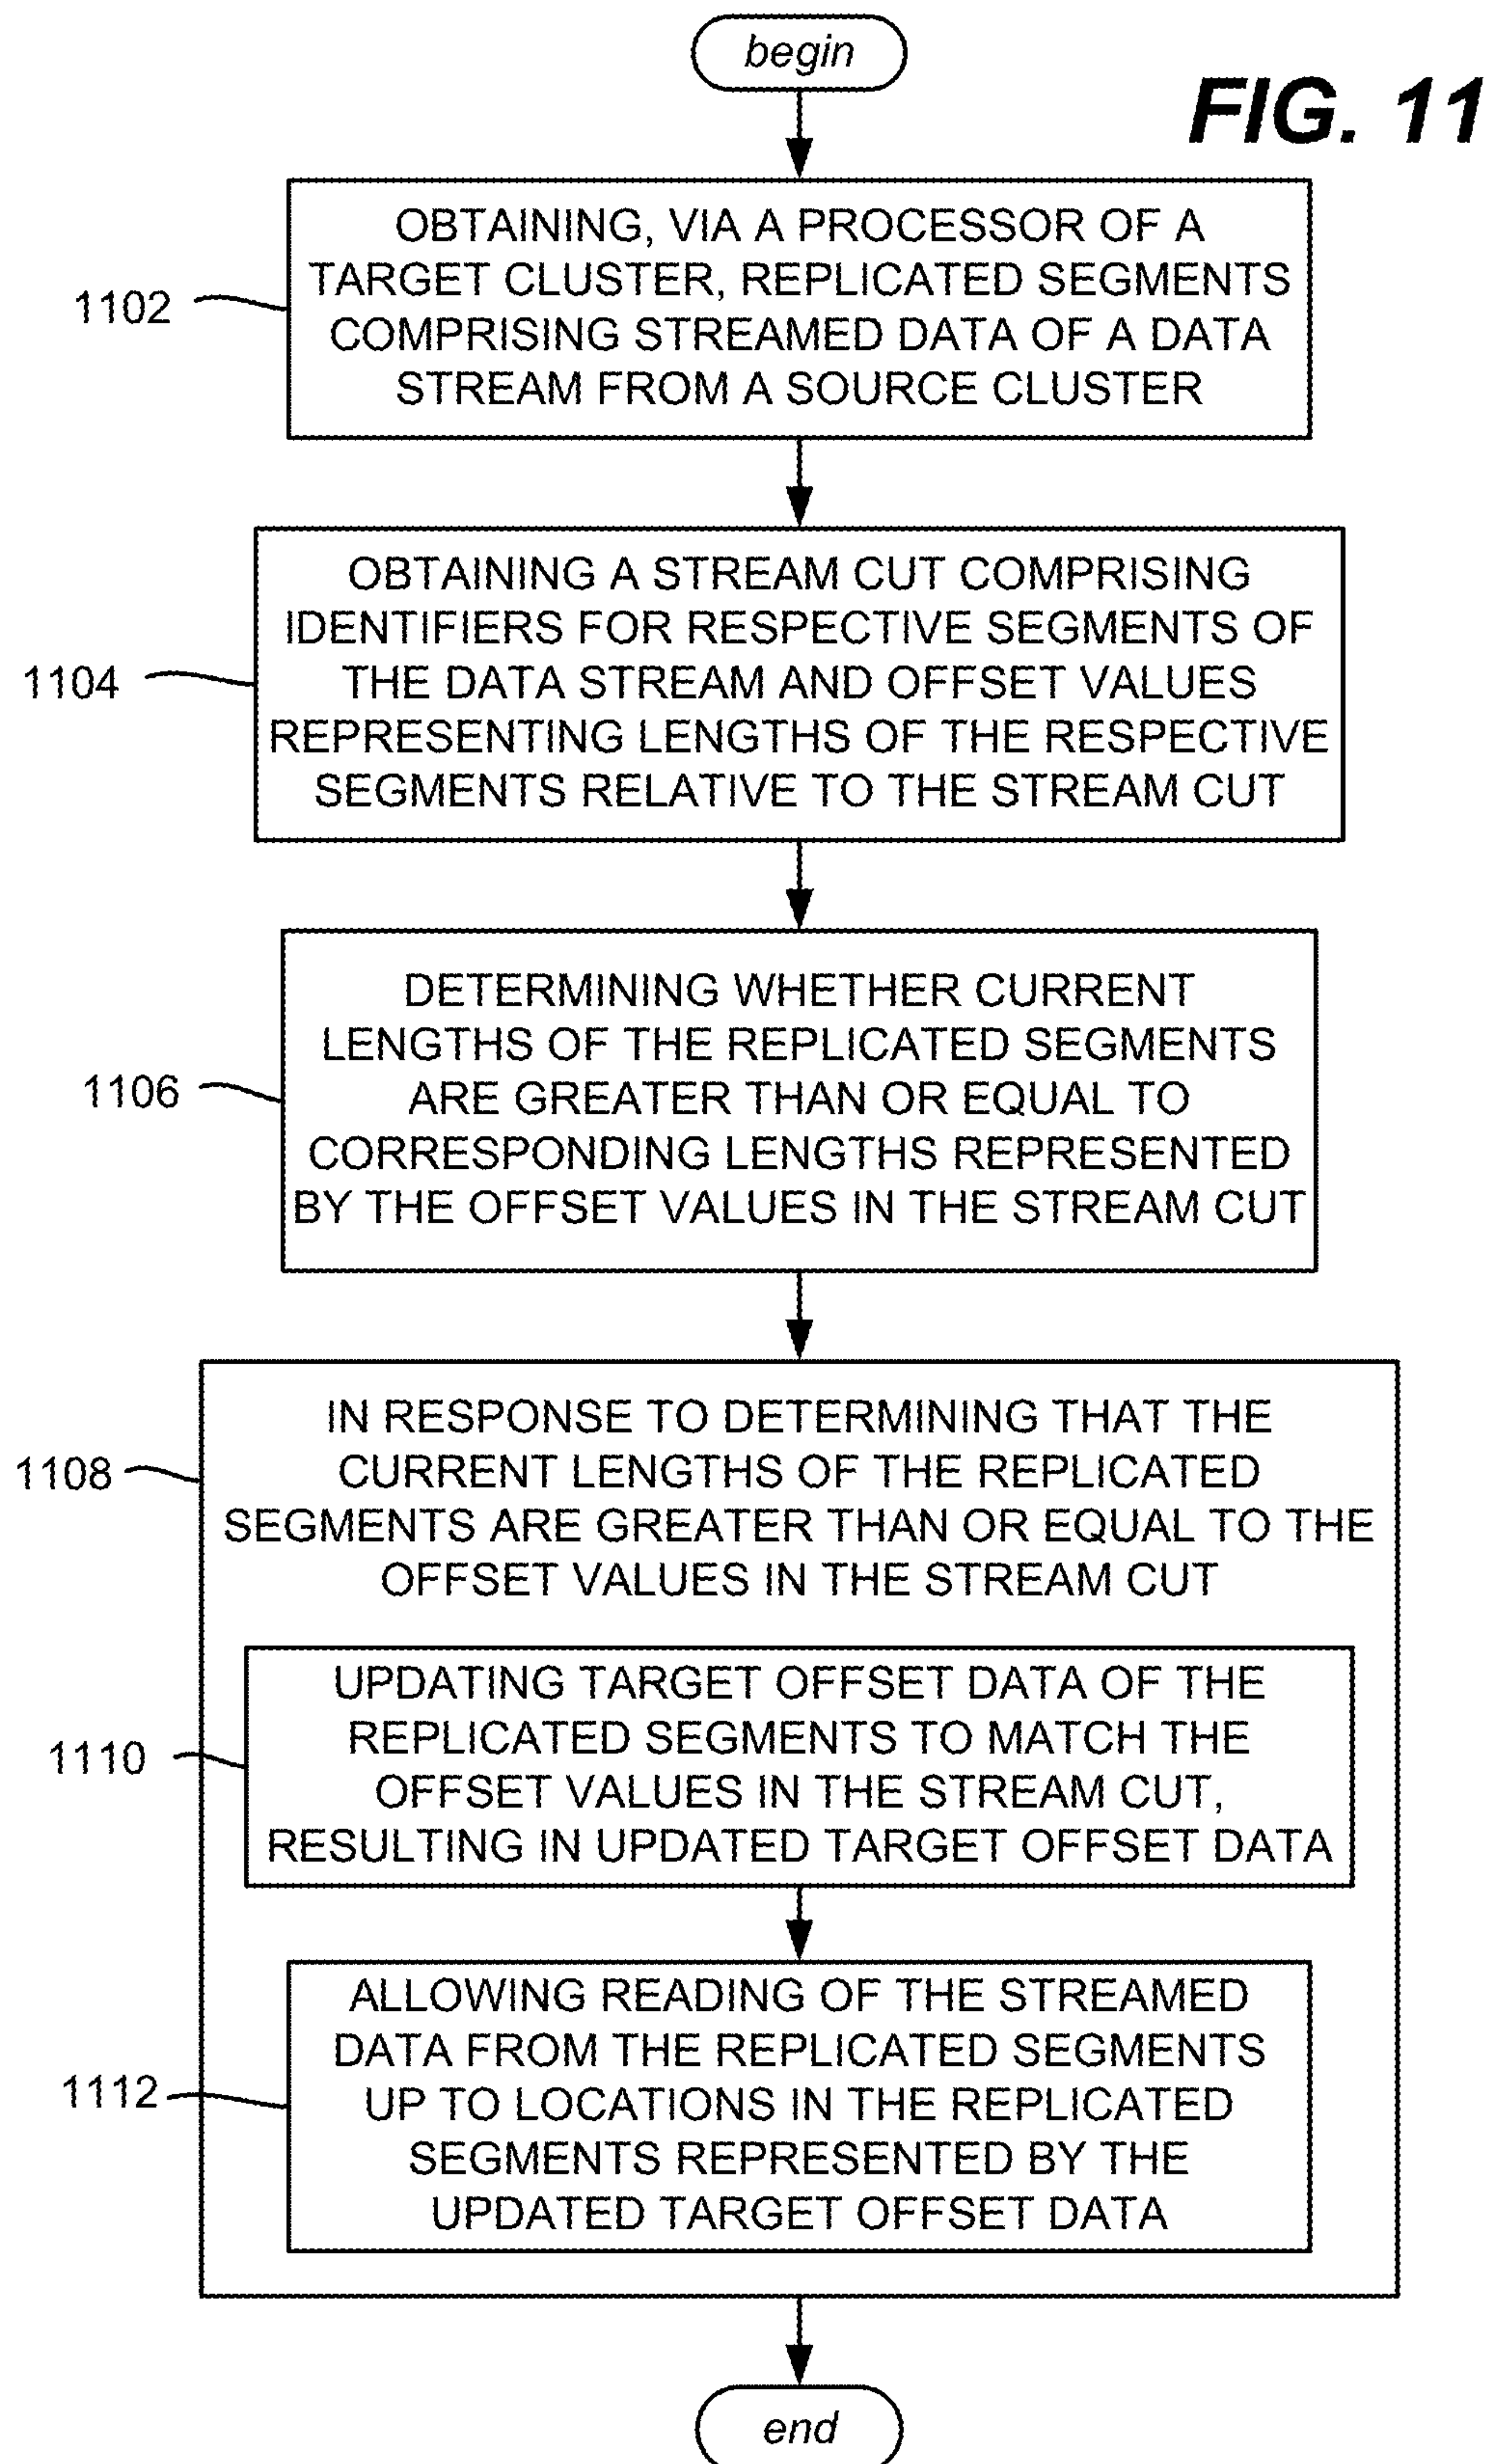 begin
FIG. 11
OBTAINING, VIA A PROCESSOR OF A
TARGET CLUSTER, REPLICATED SEGMENTS
COMPRISING STREAMED DATA OF A DATA
STREAM FROM A SOURCE CLUSTER
1102
OBTAINING A STREAM CUT COMPRISING
IDENTIFIERS FOR RESPECTIVE SEGMENTS OF
THE DATA STREAM AND OFFSET VALUES
REPRESENTING LENGTHS OF THE RESPECTIVE
SEGMENTS RELATIVE TO THE STREAM CUT
1104
DETERMINING WHETHER CURRENT
LENGTHS OF THE REPLICATED SEGMENTS
ARE GREATER THAN OR EQUAL TO
CORRESPONDING LENGTHS REPRESENTED
BY THE OFFSET VALUES IN THE STREAM CUT
1106
IN RESPONSE TO DETERMINING THAT THE
CURRENT LENGTHS OF THE REPLICATED
SEGMENTS ARE GREATER THAN OR EQUAL TO THE
OFFSET VALUES IN THE STREAM CUT
1108
UPDATING TARGET OFFSET DATA OF THE
REPLICATED SEGMENTS TO MATCH THE
OFFSET VALUES IN THE STREAM CUT,
RESULTING IN UPDATED TARGET OFFSET DATA
1110
ALLOWING READING OF THE STREAMED
DATA FROM THE REPLICATED SEGMENTS
UP TO LOCATIONS IN THE REPLICATED
SEGMENTS REPRESENTED BY THE
UPDATED TARGET OFFSET DATA
1112
end